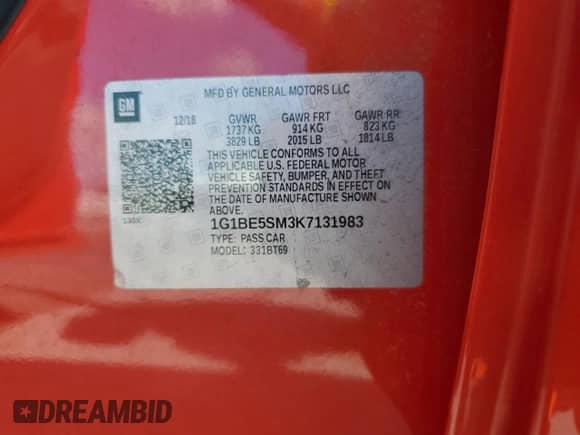 GM
MFD BY GENERAL MOTORS LLC
12/18 GVWR GAWR FRT GAWR RR
1737 KG 914 KG 823 KG
3829 LB 2015 LB 1814 LB
THIS VEHICLE CONFORMS TO ALL
APPLICABLE U.S. FEDERAL MOTOR
VEHICLE SAFETY, BUMPER, AND THEFT
PREVENTION STANDARDS IN EFFECT ON
THE DATE OF MANUFACTURE SHOWN
ABOVE.
1G1BE5SM3K7131983
TYPE: PASS CAR
MODEL: 331BT69
DREAMBID